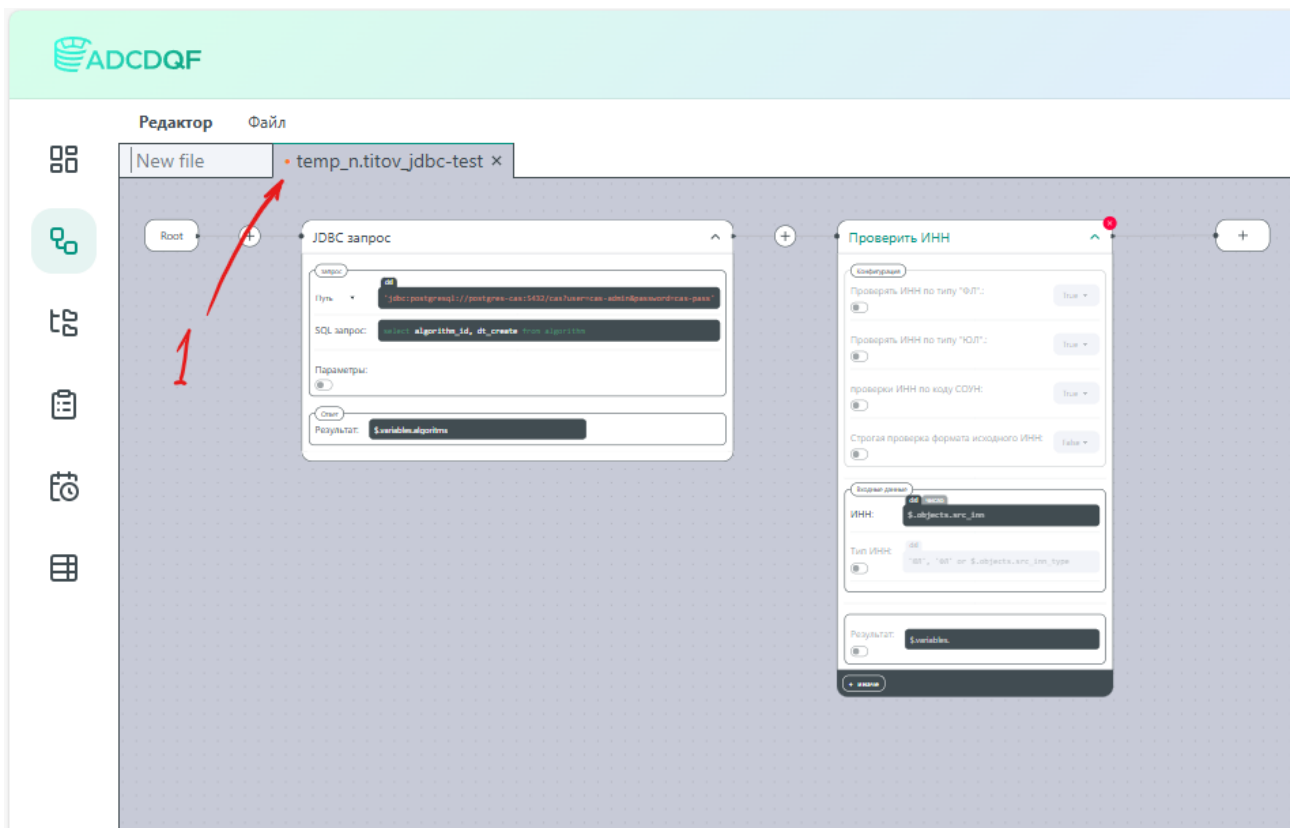 ADCDQF
Редактор Файл
New file
temp_n.titov_jdbc-test ×
1
Root
+
JDBC запрос
+
Проверить ИНН
+
запрос
Путь
'jdbc:postgresql://postgres-cas:5432/cas?user=cas-admin&password=cas-pass'
SQL запрос:
select algorithm_id, dt_create from algorithm
Параметры:
Ответ
Результат:
$.variables.algoritms
Конфигурация
Проверять ИНН по типу "ФЛ".:
True
Проверять ИНН по типу "ЮЛ".:
True
проверки ИНН по коду СОУН:
True
Строгая проверка формата исходного ИНН:
False
Входные данные
число
ИНН:
$.objects.src_inn
Тип ИНН:
or $.objects.src_inn_type
Результат:
$.variables.
+